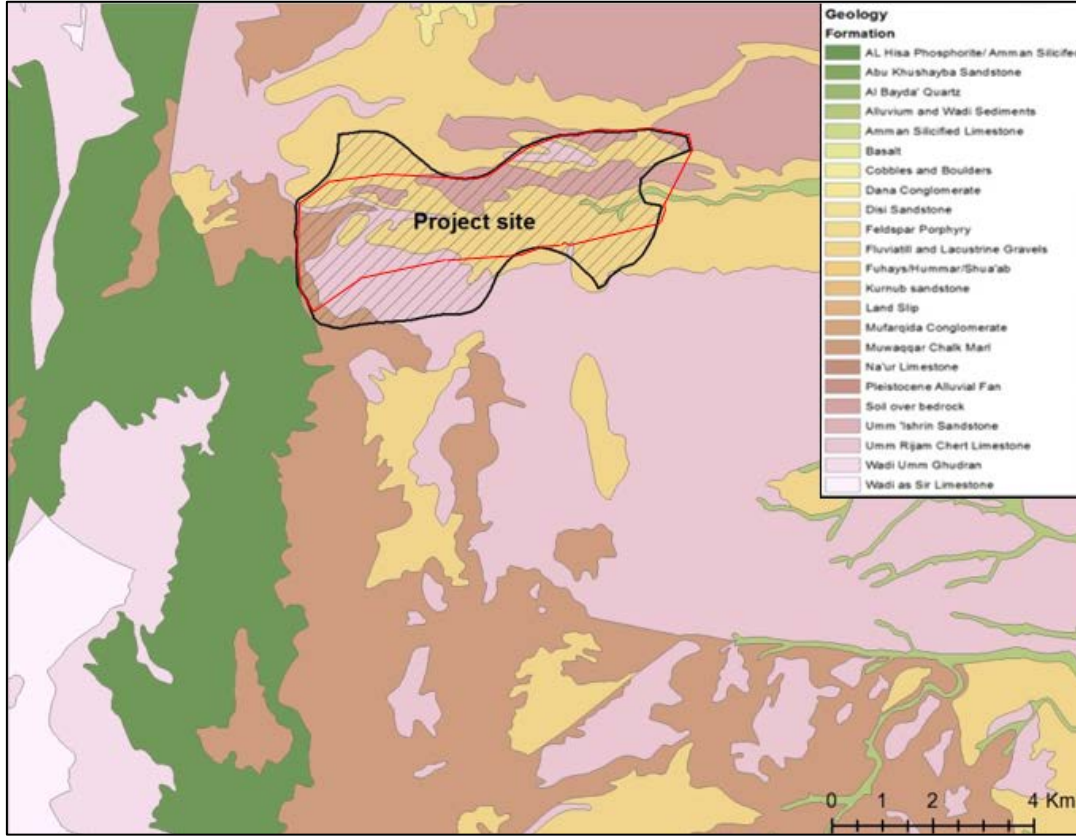 Geology
Formation
AL Hisa Phosphorite/ Amman Silicifed
Abu Khushayba Sandstone
Al Bayda' Quartz
Alluvium and Wadi Sediments
Amman Silicified Limestone
Basalt
Cobbles and Boulders
Dana Conglomerate
Disi Sandstone
Feldspar Porphyry
Fluviatill and Lacustrine Gravels
Fuhays/Hummar/Shua'ab
Kurnub sandstone
Land Slip
Mufarqida Conglomerate
Muwaqqar Chalk Marl
Na'ur Limestone
Pleistocene Alluvial Fan
Soil over bedrock
Umm 'Ishrin Sandstone
Umm Rijam Chert Limestone
Wadi Umm Ghudran
Wadi as Sir Limestone
Project site
0 1 2 4 Km